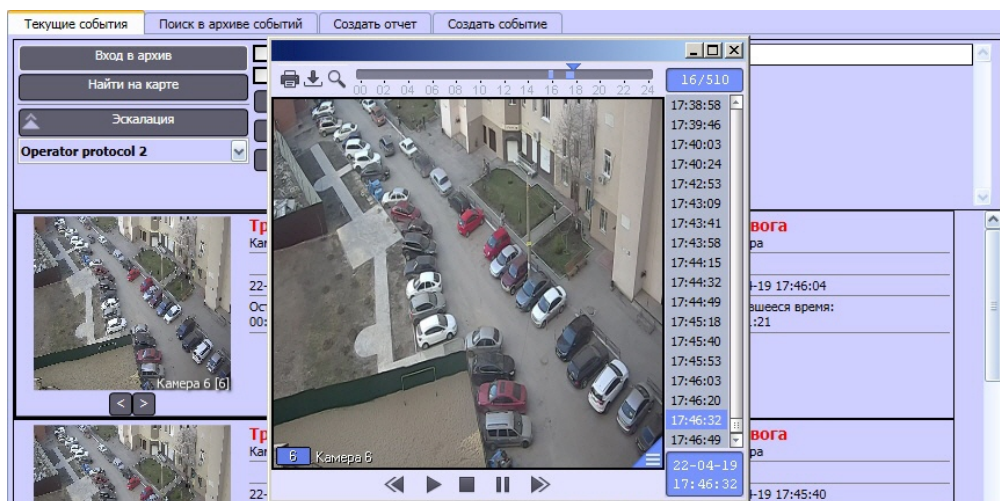 Текущие события
Поиск в архиве событий
Создать отчет
Создать событие
Вход в архив
Найти на карте
Эскалация
Operator protocol 2
00 02 04 06 08 10 12 14 16 18 20 22 24
16/510
17:38:58
17:39:46
17:40:03
17:40:24
17:42:53
17:43:09
17:43:41
17:43:58
17:44:15
17:44:32
17:44:49
17:45:18
17:45:40
17:45:53
17:46:03
17:46:20
17:46:32
17:46:49
22-04-19
17:46:32
6 Камера 6
Камера 6 [6]
< >
Тр
Кам
22-
Ост
00:
вога
ра
-19 17:46:04
вшееся время:
:21
Тр
Кам
22-
вога
ра
-19 17:45:40